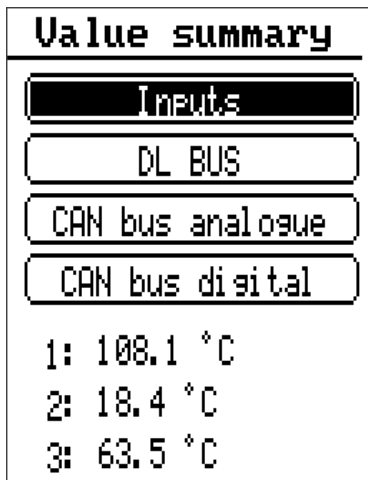 Value summary
Inputs
DL BUS
CAN bus analogue
CAN bus digital
1: 108.1 °C
2: 18.4 °C
3: 63.5 °C